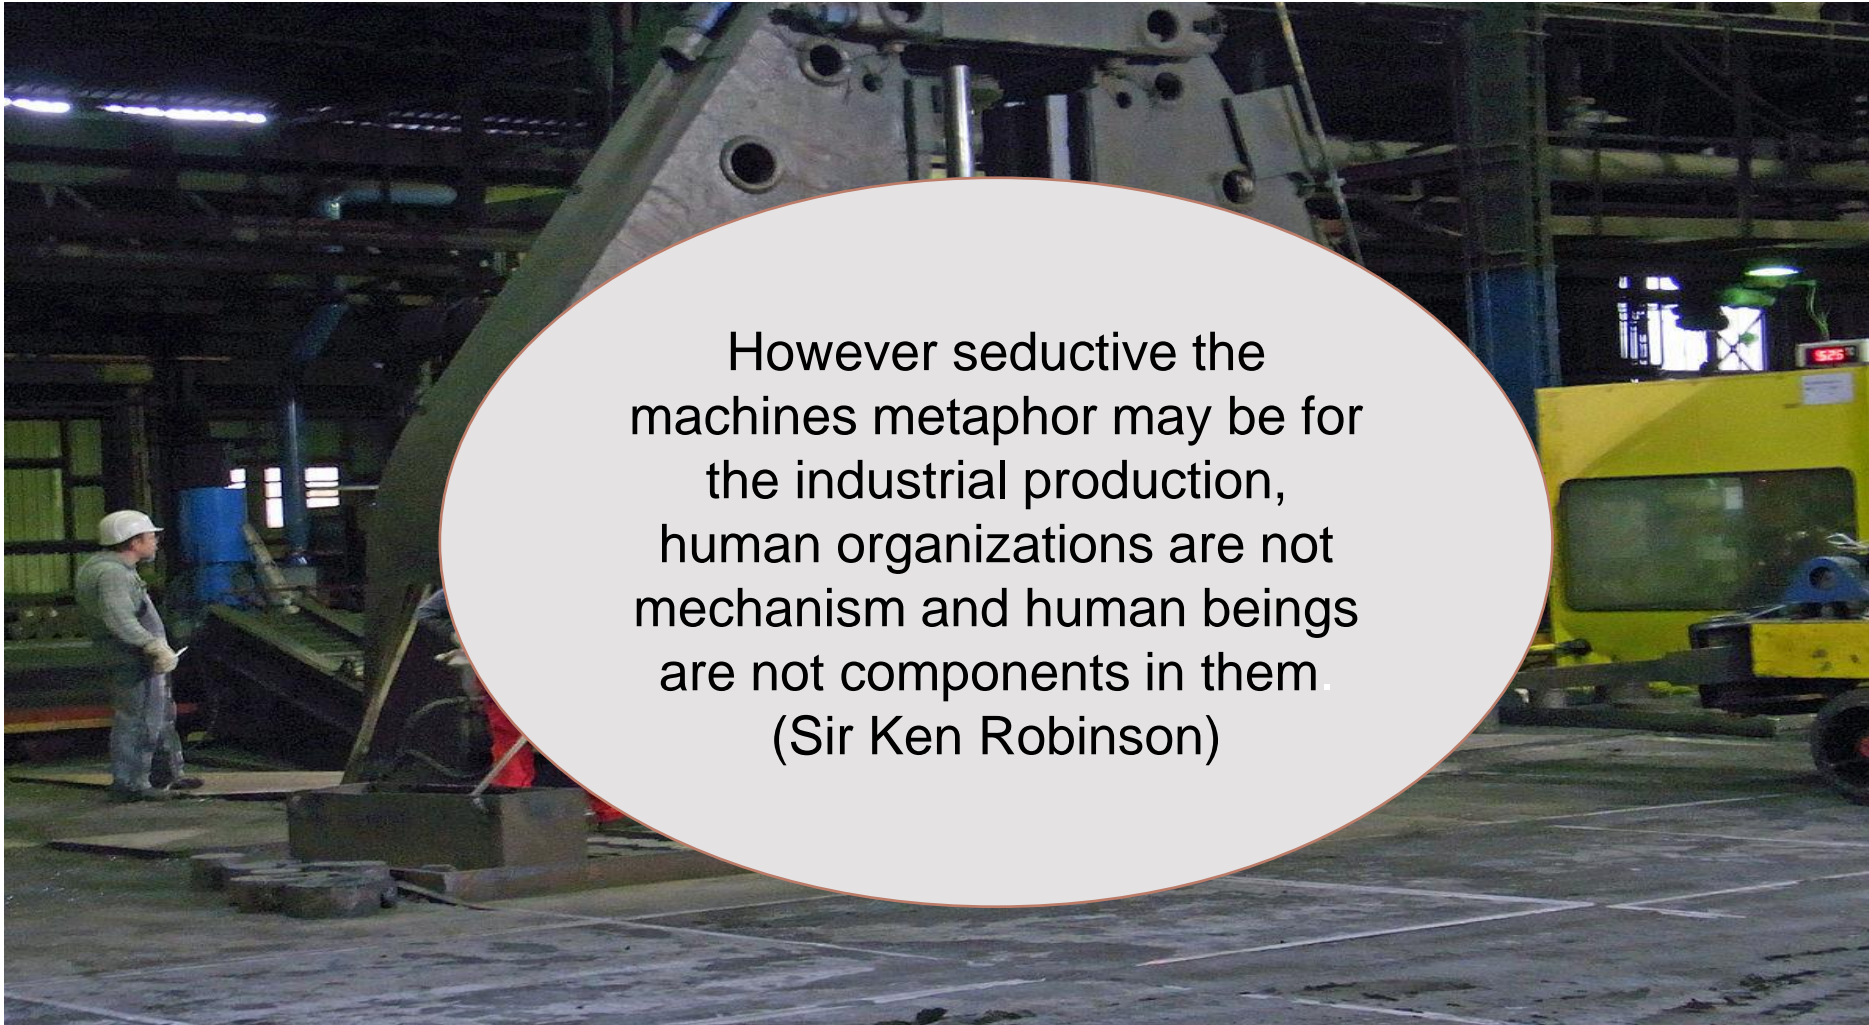 However seductive the
machines metaphor may be for
the industrial production,
human organizations are not
mechanism and human beings
are not components in them.
(Sir Ken Robinson)